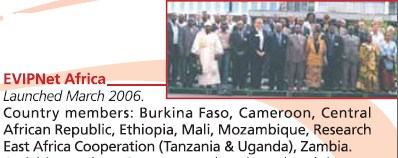 EVIPNet Africa
Launched March 2006.
Country members: Burkina Faso, Cameroon, Central
African Republic, Ethiopia, Mali, Mozambique, Research
East Africa Cooperation (Tanzania & Uganda), Zambia.